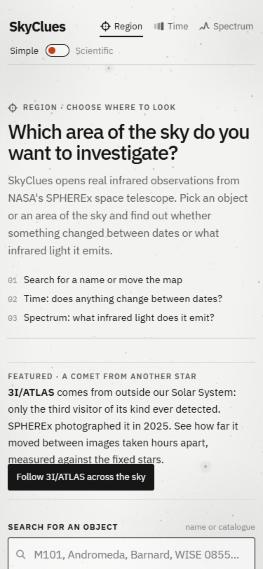 SkyClues
Region
Time
Spectrum
Simple
Scientific
REGION · CHOOSE WHERE TO LOOK
Which area of the sky do you
want to investigate?
SkyClues opens real infrared observations from
NASA's SPHEREx space telescope. Pick an object
or an area of the sky and find out whether
something changed between dates or what
infrared light it emits.
01 Search for a name or move the map
02 Time: does anything change between dates?
03 Spectrum: what infrared light does it emit?
FEATURED · A COMET FROM ANOTHER STAR
3I/ATLAS comes from outside our Solar System:
only the third visitor of its kind ever detected.
SPHEREx photographed it in 2025. See how far it
moved between images taken hours apart,
measured against the fixed stars.
Follow 3I/ATLAS across the sky
SEARCH FOR AN OBJECT
name or catalogue
M101, Andromeda, Barnard, WISE 0855...